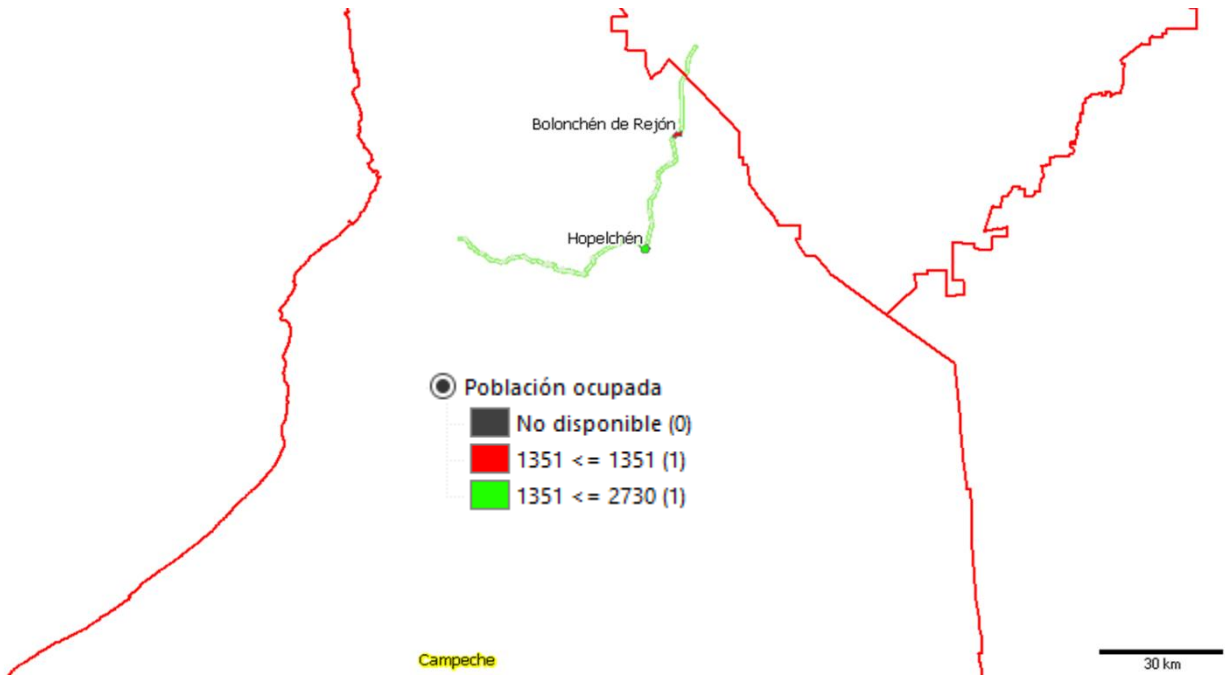 Bolonchén de Rejón
Hopelchén
Población ocupada
No disponible (0)
1351 <= 1351 (1)
1351 <= 2730 (1)
Campeche
30 km